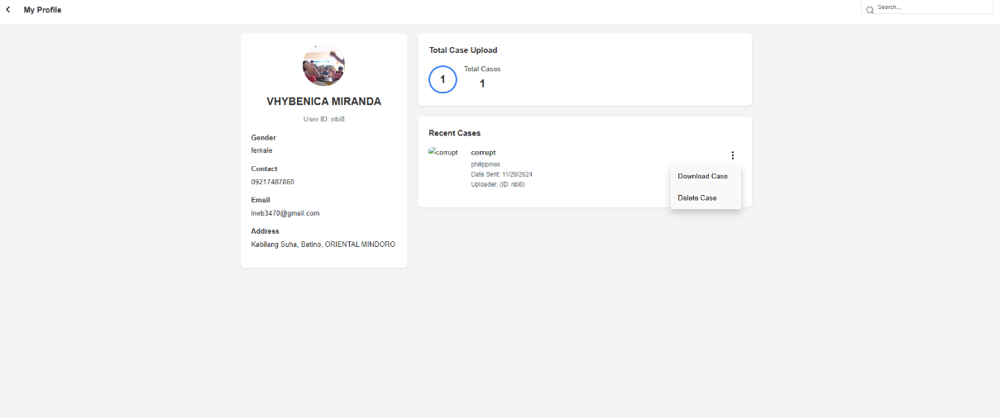 My Profile
Search...
VHYBENICA MIRANDA
User ID: nbi8
Gender
female
Contact
09217487860
Email
ineb3470@gmail.com
Address
Kabilang Suha, Batino, ORIENTAL MINDORO
Total Case Upload
1
Total Cases
1
Recent Cases
corrupt
corrupt
philippines
Date Sent: 11/29/2024
Uploader: (ID: nbi8)
Download Case
Delete Case